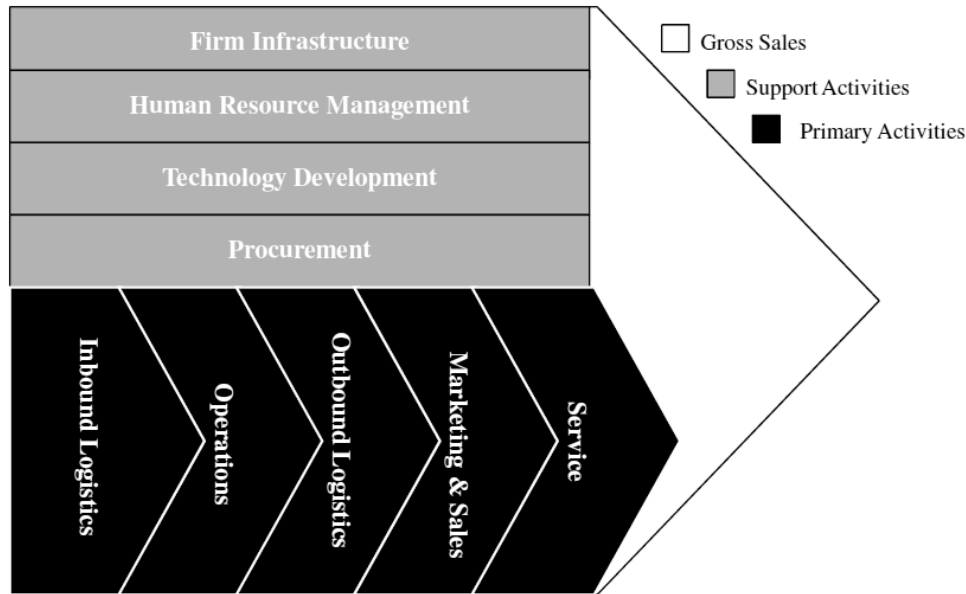 Firm Infrastructure
Human Resource Management
Technology Development
Procurement
Inbound Logistics
Operations
Outbound Logistics
Marketing & Sales
Service
Gross Sales
Support Activities
Primary Activities